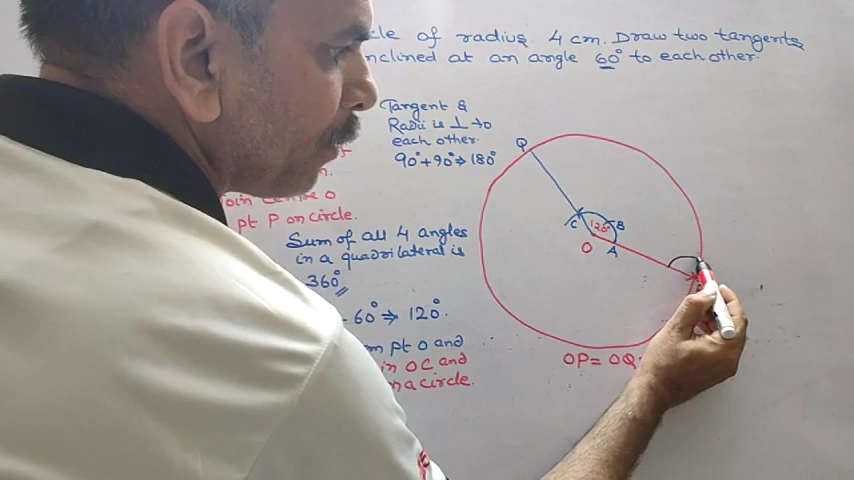 cle of radius 4 cm. Draw two tangents
nclined at an angle 60° to each other.
Tangent &
Radii is ⊥ to
each other.
90°+90° ⇒ 180°
Join Centre O
pt P on circle.
Sum of all 4 angles
in a quadrilateral is
360°
- 60° ⇒ 120°.
m pt O and
in OC and
n a circle.
Q
C
120°
B
O
A
OP = OQ